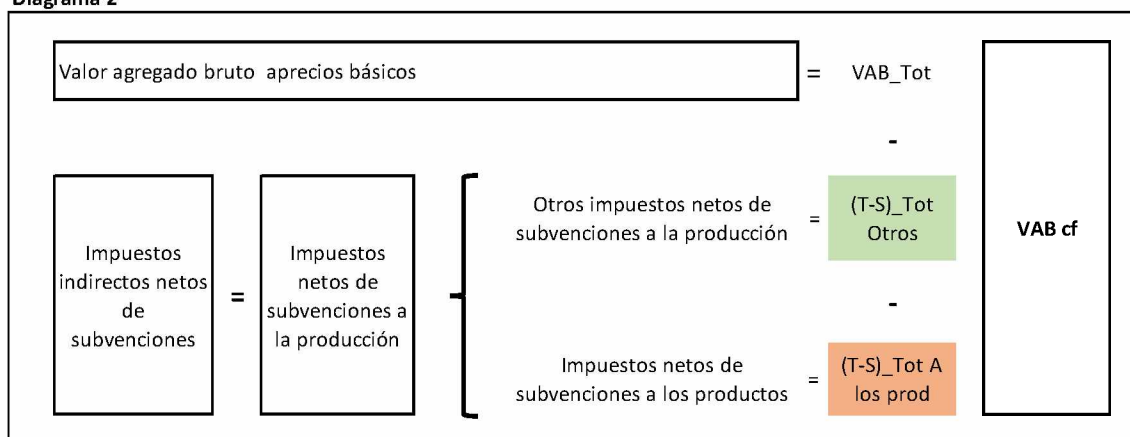 Diagrama 2
Valor agregado bruto aprecios básicos
=
VAB_Tot
-
Impuestos
indirectos netos
de
subvenciones
=
Impuestos
netos de
subvenciones a
la producción
Otros impuestos netos de
subvenciones a la producción
=
(T-S)_Tot
Otros
-
Impuestos netos de
subvenciones a los productos
=
(T-S)_Tot A
los prod
VAB cf